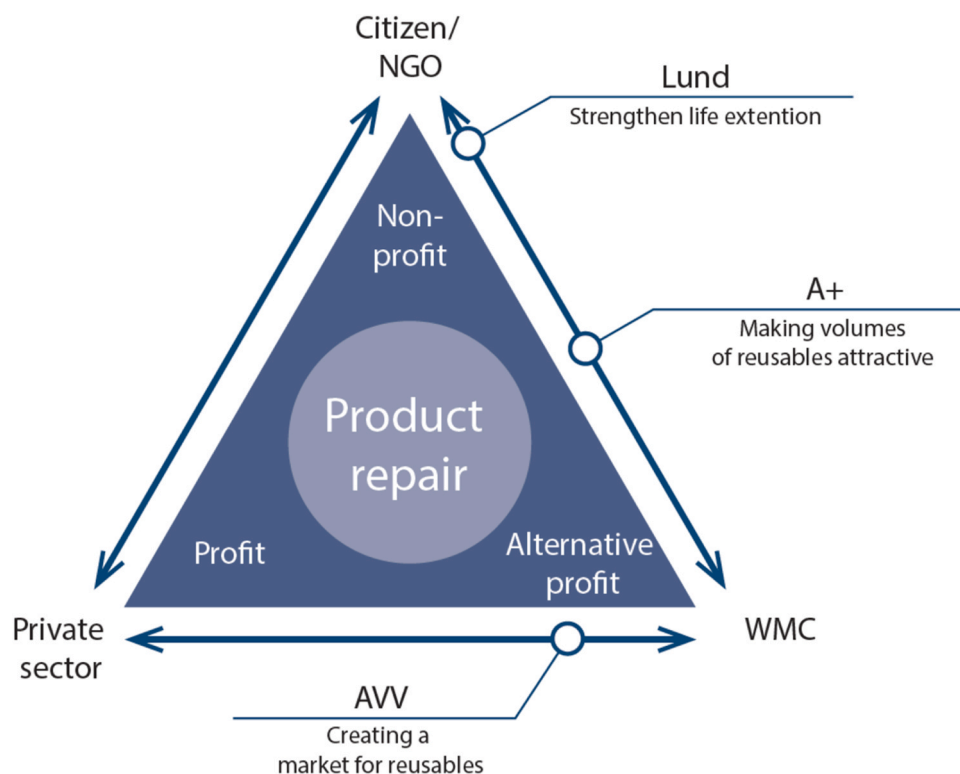 Citizen/
NGO
Lund
Strengthen life extention
Non-
profit
A+
Making volumes
of reusables attractive
Product
repair
Profit
Alternative
profit
Private
sector
WMC
AVV
Creating a
market for reusables